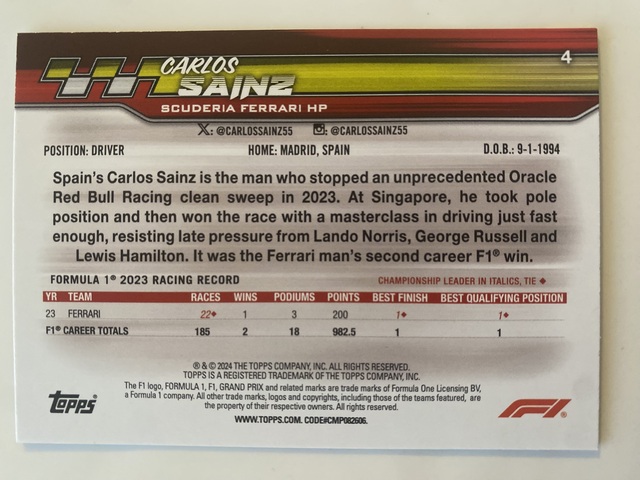 4
CARLOS
SAINZ
SCUDERIA FERRARI HP
X: @CARLOSSAINZ55 : @CARLOSSAINZ55
POSITION: DRIVER HOME: MADRID, SPAIN D.O.B.: 9-1-1994
Spain's Carlos Sainz is the man who stopped an unprecedented Oracle
Red Bull Racing clean sweep in 2023. At Singapore, he took pole
position and then won the race with a masterclass in driving just fast
enough, resisting late pressure from Lando Norris, George Russell and
Lewis Hamilton. It was the Ferrari man's second career F1® win.
FORMULA 1® 2023 RACING RECORD CHAMPIONSHIP LEADER IN ITALICS, TIE ♦
YR TEAM RACES WINS PODIUMS POINTS BEST FINISH BEST QUALIFYING POSITION
23 FERRARI 22♦ 1 3 200 1♦ 1♦
F1® CAREER TOTALS 185 2 18 982.5 1 1
® & © 2024 THE TOPPS COMPANY, INC. ALL RIGHTS RESERVED.
TOPPS IS A REGISTERED TRADEMARK OF THE TOPPS COMPANY, INC.
The F1 logo, FORMULA 1, F1, GRAND PRIX and related marks are trade marks of Formula One Licensing BV,
a Formula 1 company. All other trade marks, logos and copyrights, including those of the teams featured, are
the property of their respective owners. All rights reserved.
WWW.TOPPS.COM. CODE#CMP082606.
Topps®
F1®